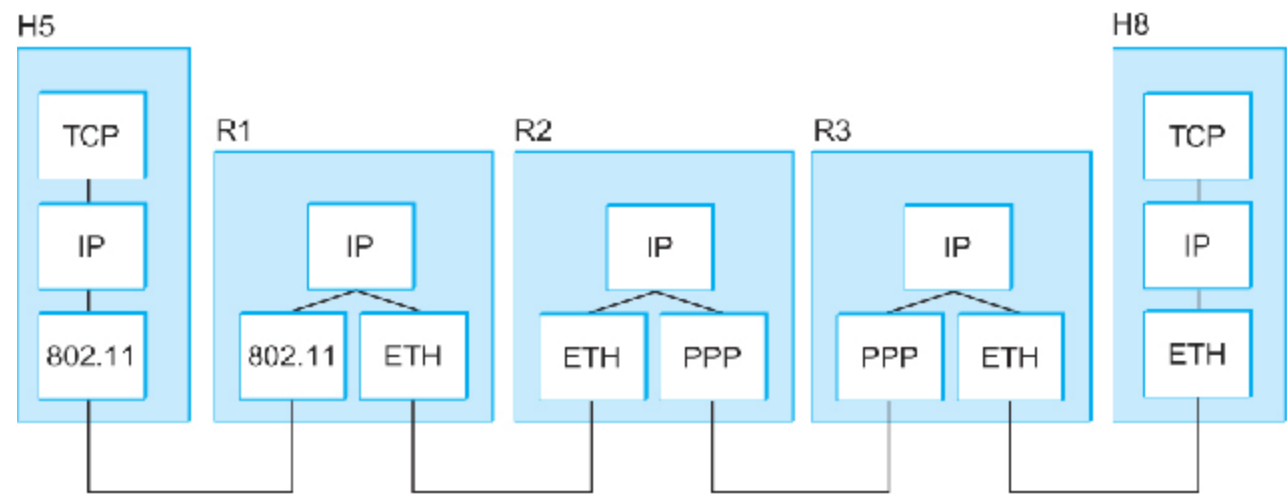 H5
H8
TCP
R1
R2
R3
TCP
IP
IP
IP
IP
IP
802.11
802.11
ETH
ETH
PPP
PPP
ETH
ETH